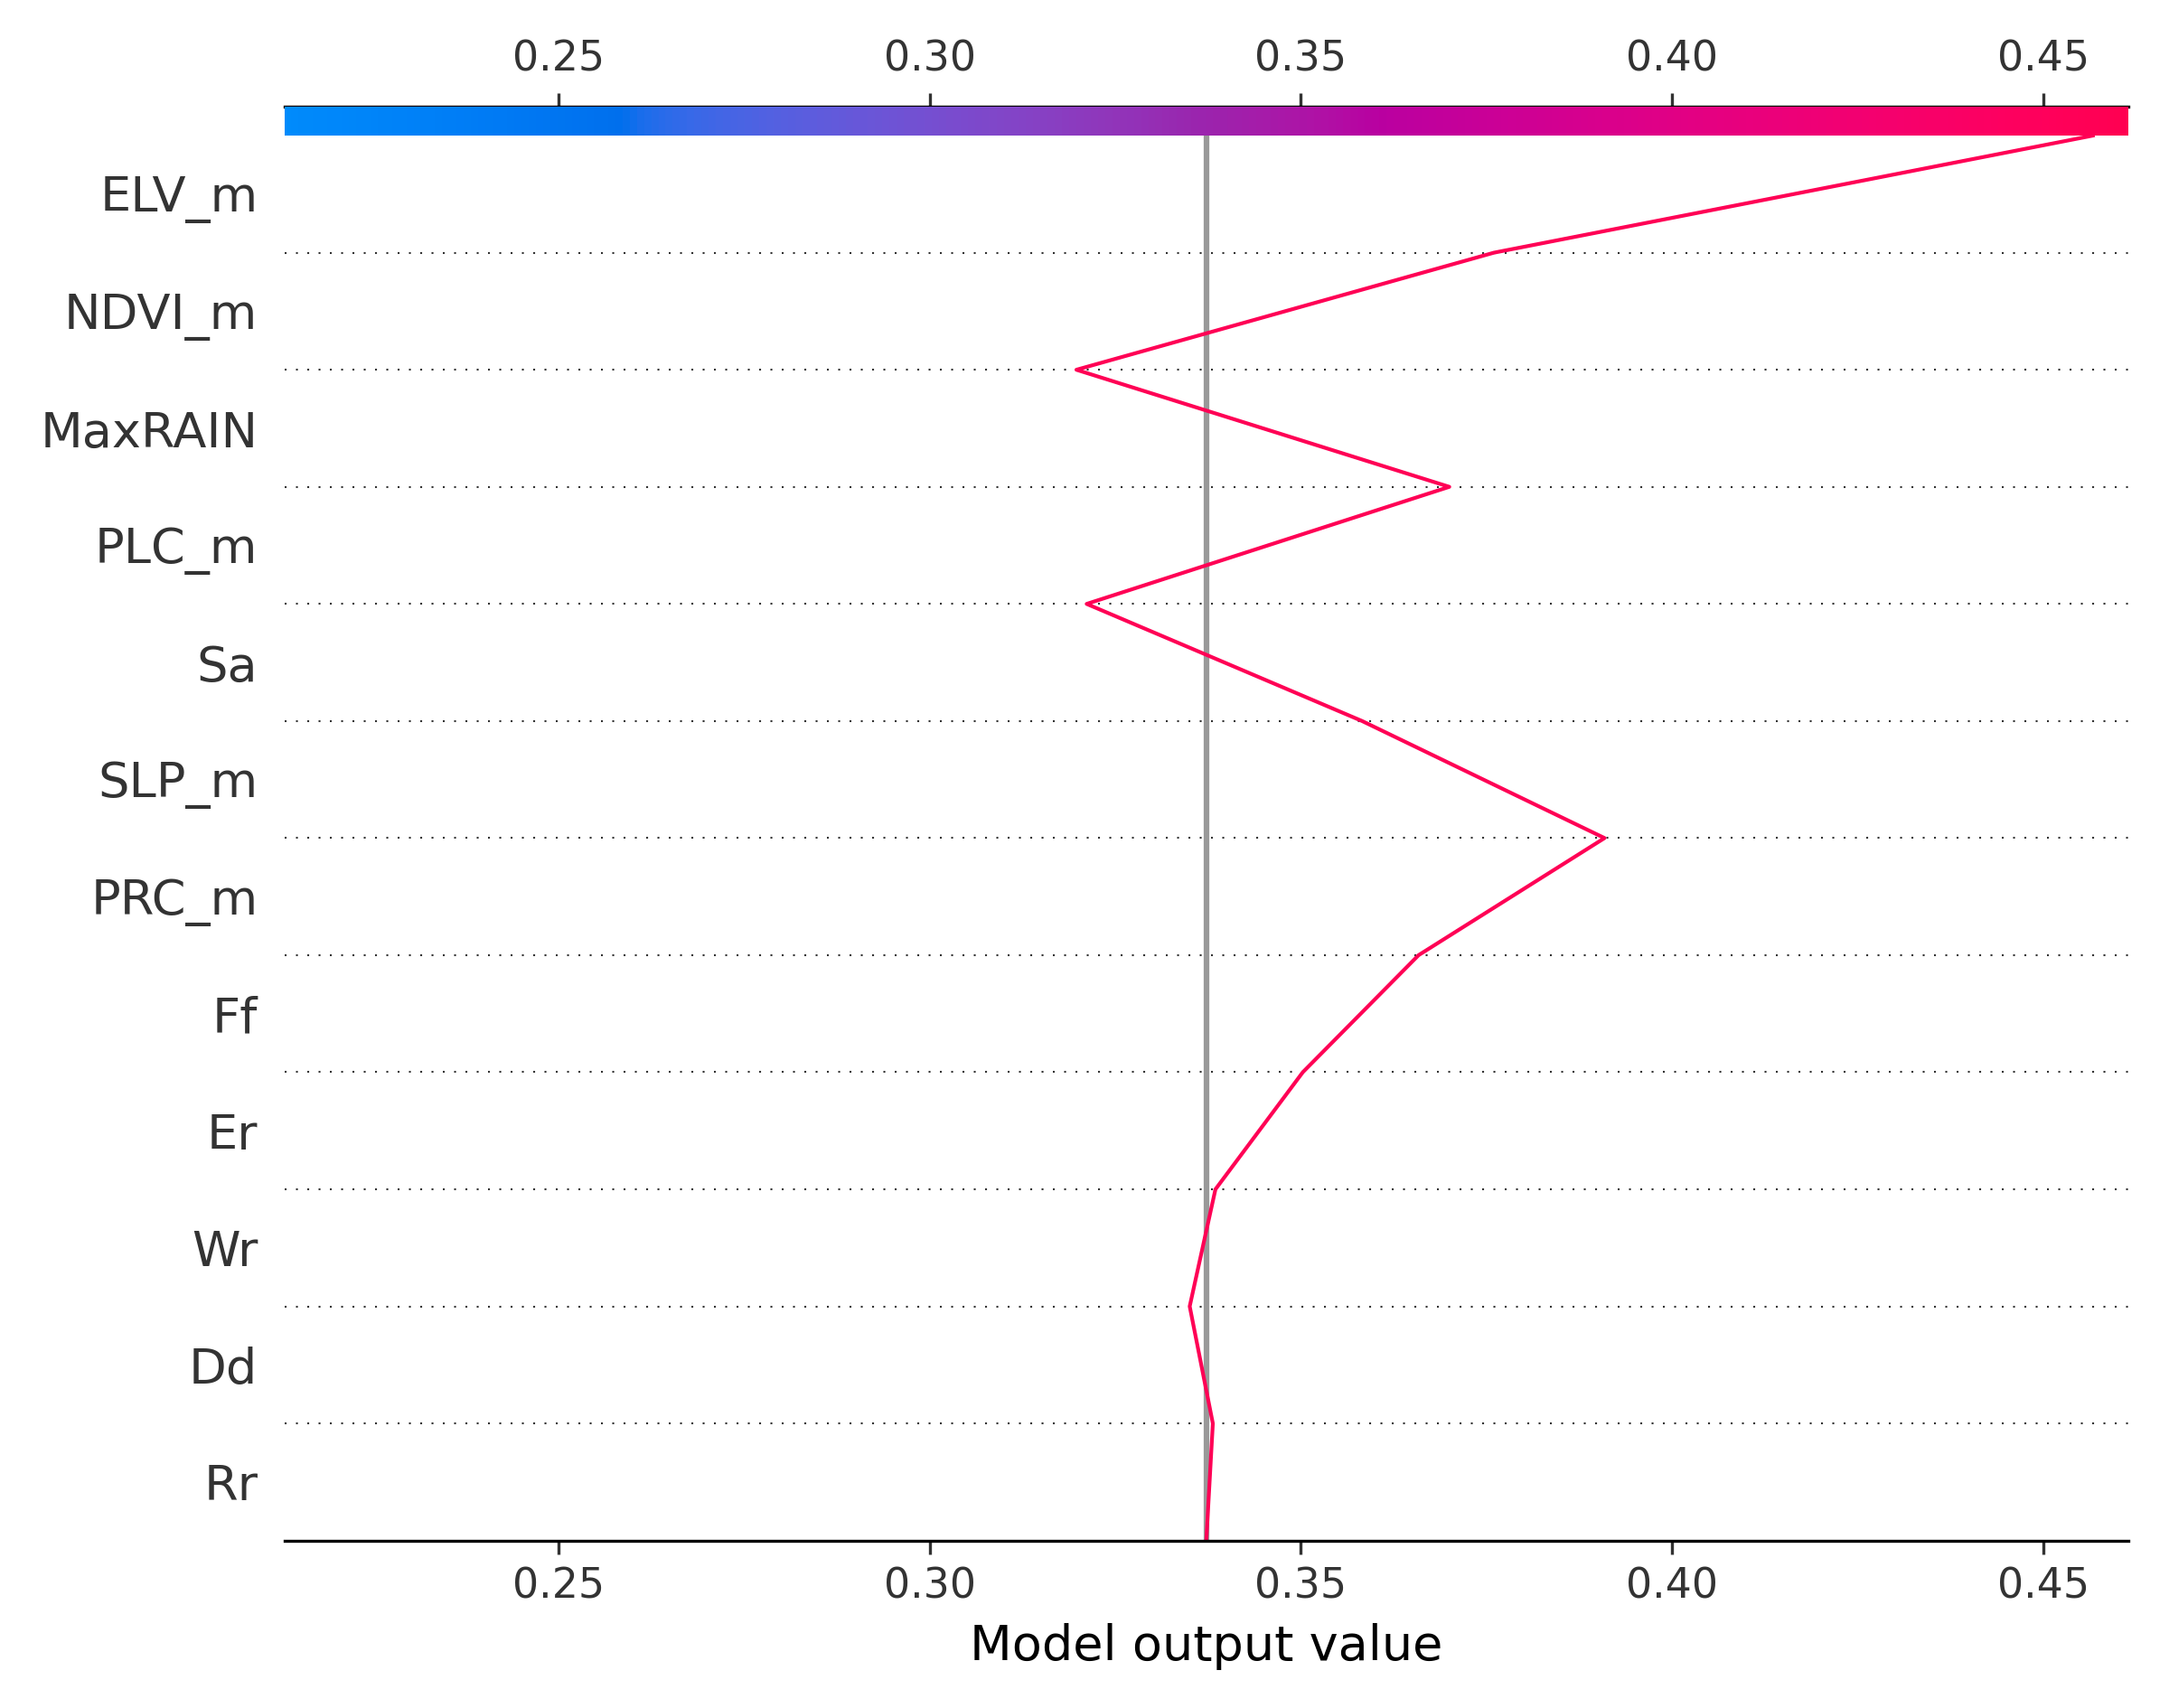 0.25 0.30 0.35 0.40 0.45
ELV_m
NDVI_m
MaxRAIN
PLC_m
Sa
SLP_m
PRC_m
Ff
Er
Wr
Dd
Rr
0.25 0.30 0.35 0.40 0.45
Model output value